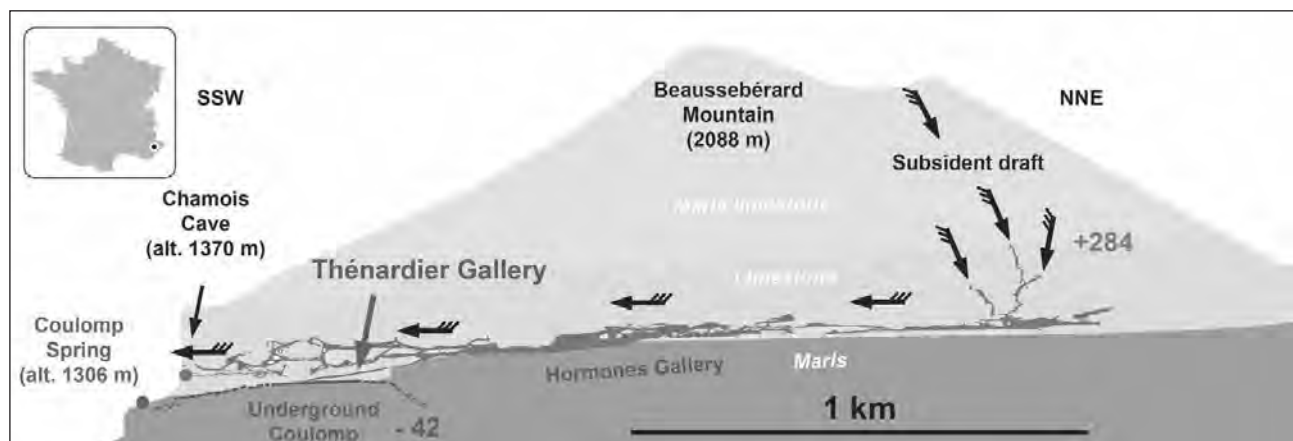 SSW
Beaussebérard
Mountain
(2088 m)
NNE
Subsident draft
Chamois
Cave
(alt. 1370 m)
Marls limestone
+284
Thénardier Gallery
Limestone
Coulomp
Spring
(alt. 1306 m)
Hormones Gallery
Marls
Underground
Coulomp
- 42
1 km